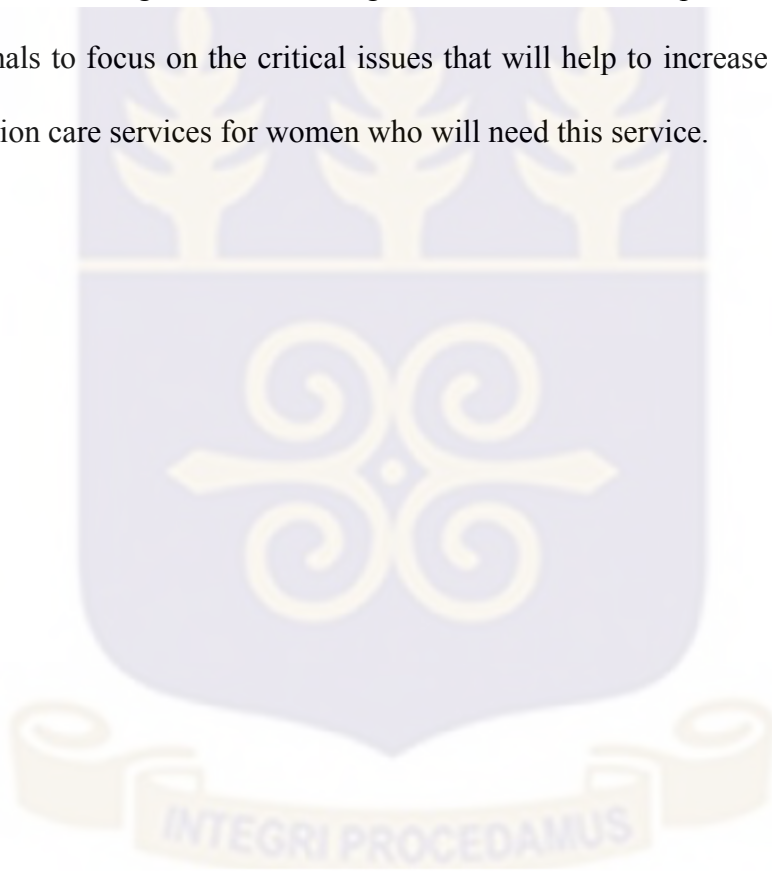 nals to focus on the critical issues that will help to increase
ion care services for women who will need this service.
INTEGRI PROCEDAMUS